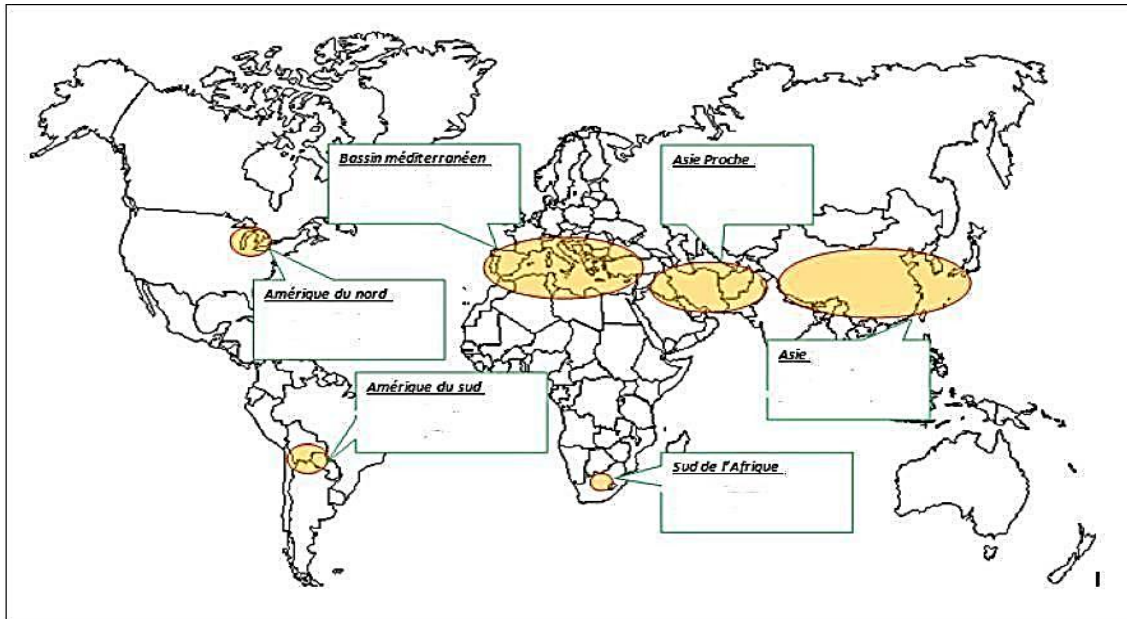 Bassin méditerranéen
Asie Proche
Amérique du nord
Asie
Amérique du sud
Sud de l'Afrique